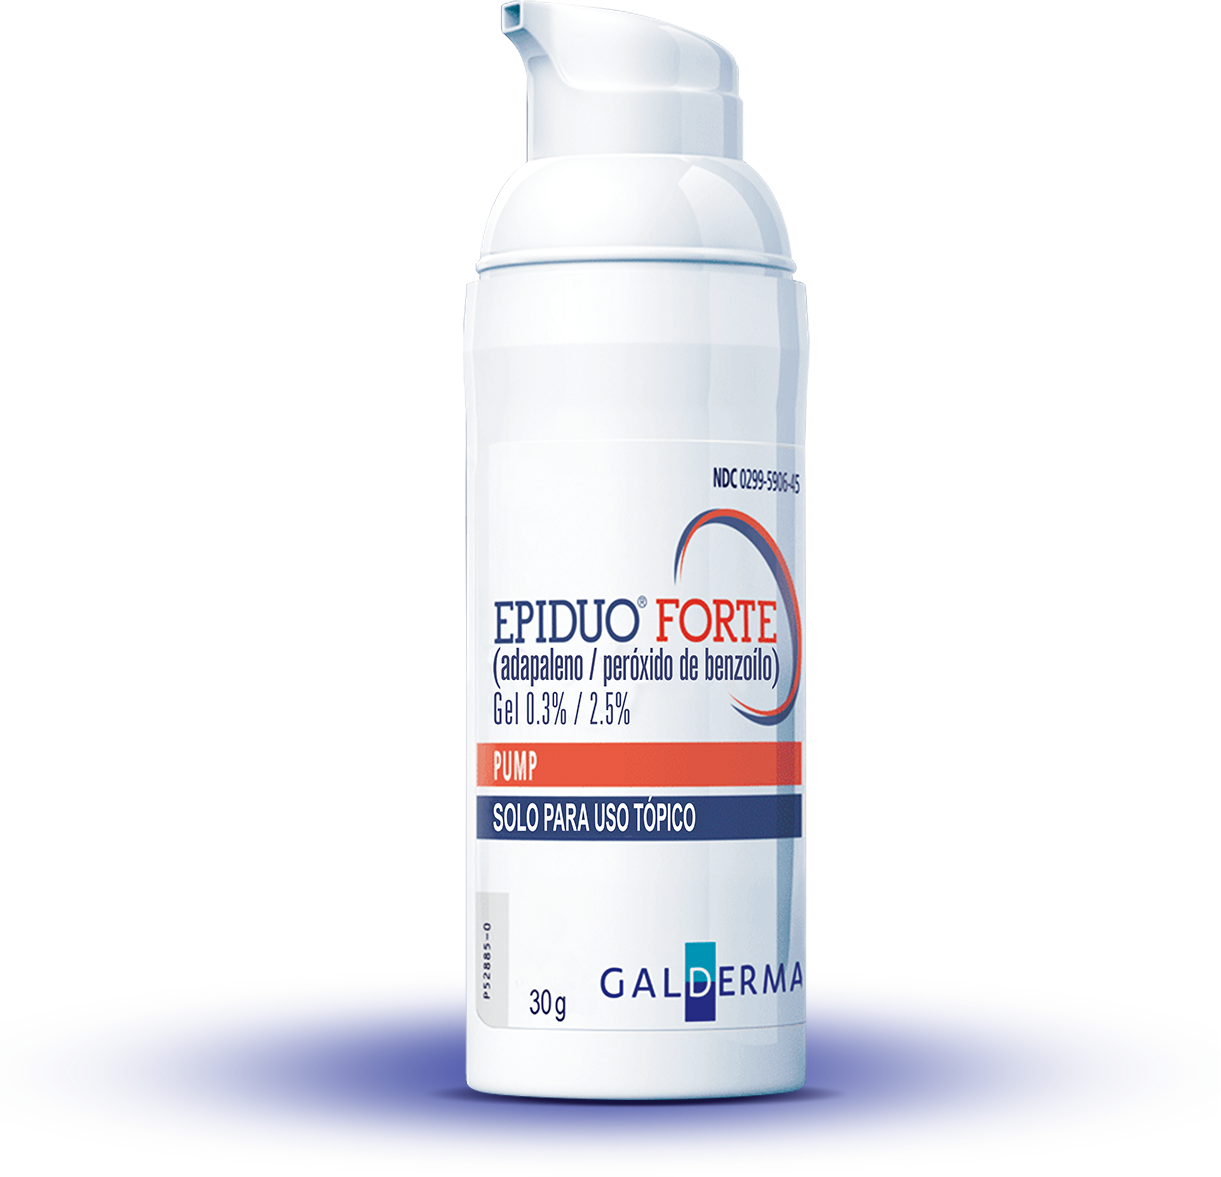 NDC 0299-5906-45
EPIDUO® FORTE
(adapaleno / peróxido de benzoílo)
Gel 0.3% / 2.5%
PUMP
SOLO PARA USO TÓPICO
P52885-0
30 g
GALDERMA